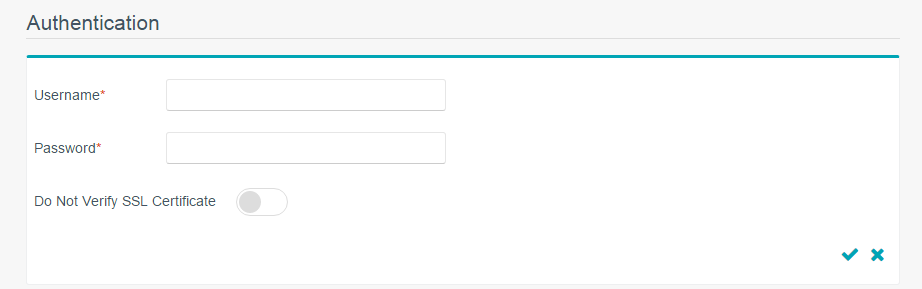 Authentication
Username*
Password*
Do Not Verify SSL Certificate